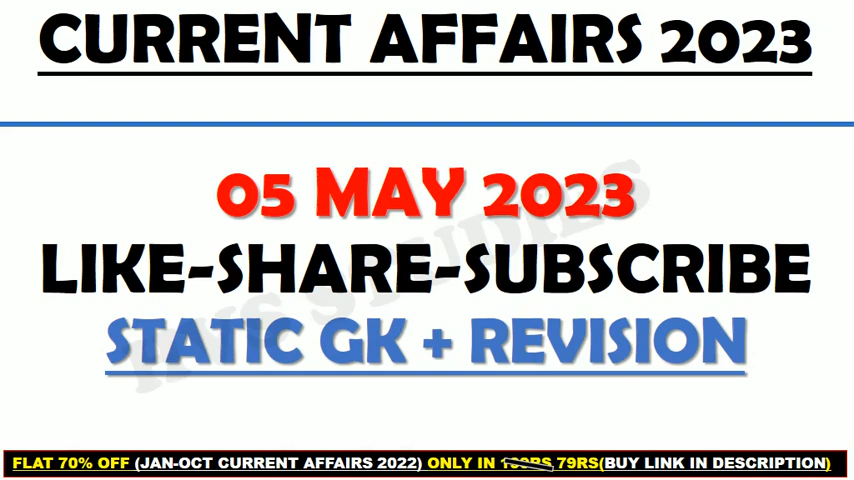 CURRENT AFFAIRS 2023
05 MAY 2023
LIKE-SHARE-SUBSCRIBE
STATIC GK + REVISION
FLAT 70% OFF (JAN-OCT CURRENT AFFAIRS 2022) ONLY IN 79RS(BUY LINK IN DESCRIPTION)